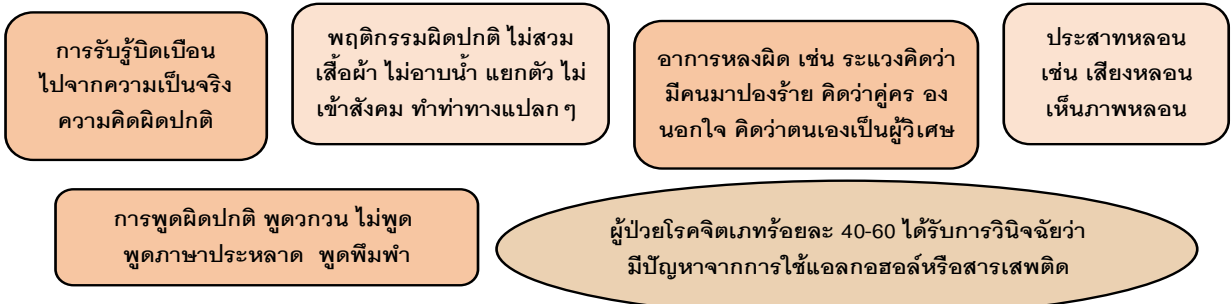 การรับรู้บิดเบือน
ไปจากความเป็นจริง
ความคิดผิดปกติ
พฤติกรรมผิดปกติ ไม่สวม
เสื้อผ้า ไม่อาบน้ำ แยกตัว ไม่
เข้าสังคม ทำท่าทางแปลกๆ
อาการหลงผิด เช่น ระแวงคิดว่า
มีคนมาปองร้าย คิดว่าคู่คร อง
นอกใจ คิดว่าตนเองเป็นผู้วิเศษ
ประสาทหลอน
เช่น เสียงหลอน
เห็นภาพหลอน
การพูดผิดปกติ พูดวกวน ไม่พูด
พูดภาษาประหลาด พูดพึมพำ
ผู้ป่วยโรคจิตเภทร้อยละ 40-60 ได้รับการวินิจฉัยว่า
มีปัญหาจากการใช้แอลกอฮอล์หรือสารเสพติด